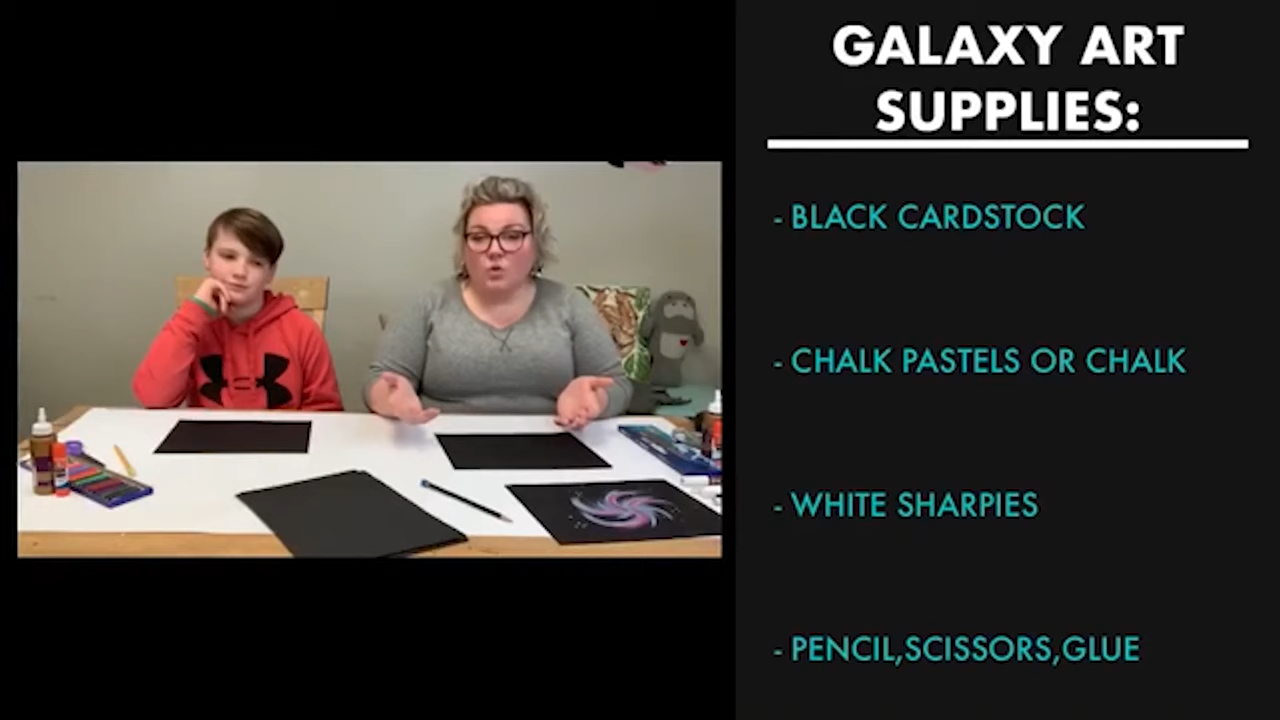 GALAXY ART
SUPPLIES:
- BLACK CARDSTOCK
- CHALK PASTELS OR CHALK
- WHITE SHARPIES
- PENCIL,SCISSORS,GLUE